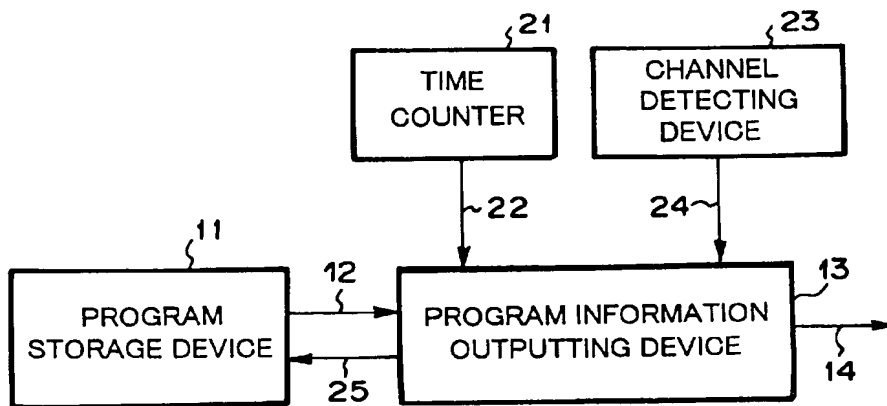 21
TIME
COUNTER
23
CHANNEL
DETECTING
DEVICE
22
24
11
PROGRAM
STORAGE DEVICE
12
25
13
PROGRAM INFORMATION
OUTPUTTING DEVICE
14